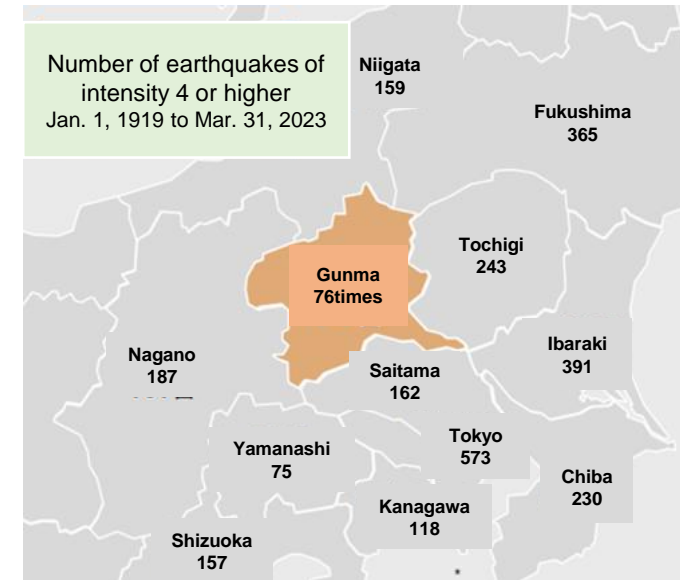 Number of earthquakes of
intensity 4 or higher
Jan. 1, 1919 to Mar. 31, 2023
Niigata
159
Fukushima
365
Tochigi
243
Gunma
76times
Ibaraki
391
Nagano
187
Saitama
162
Tokyo
573
Yamanashi
75
Chiba
230
Kanagawa
118
Shizuoka
157